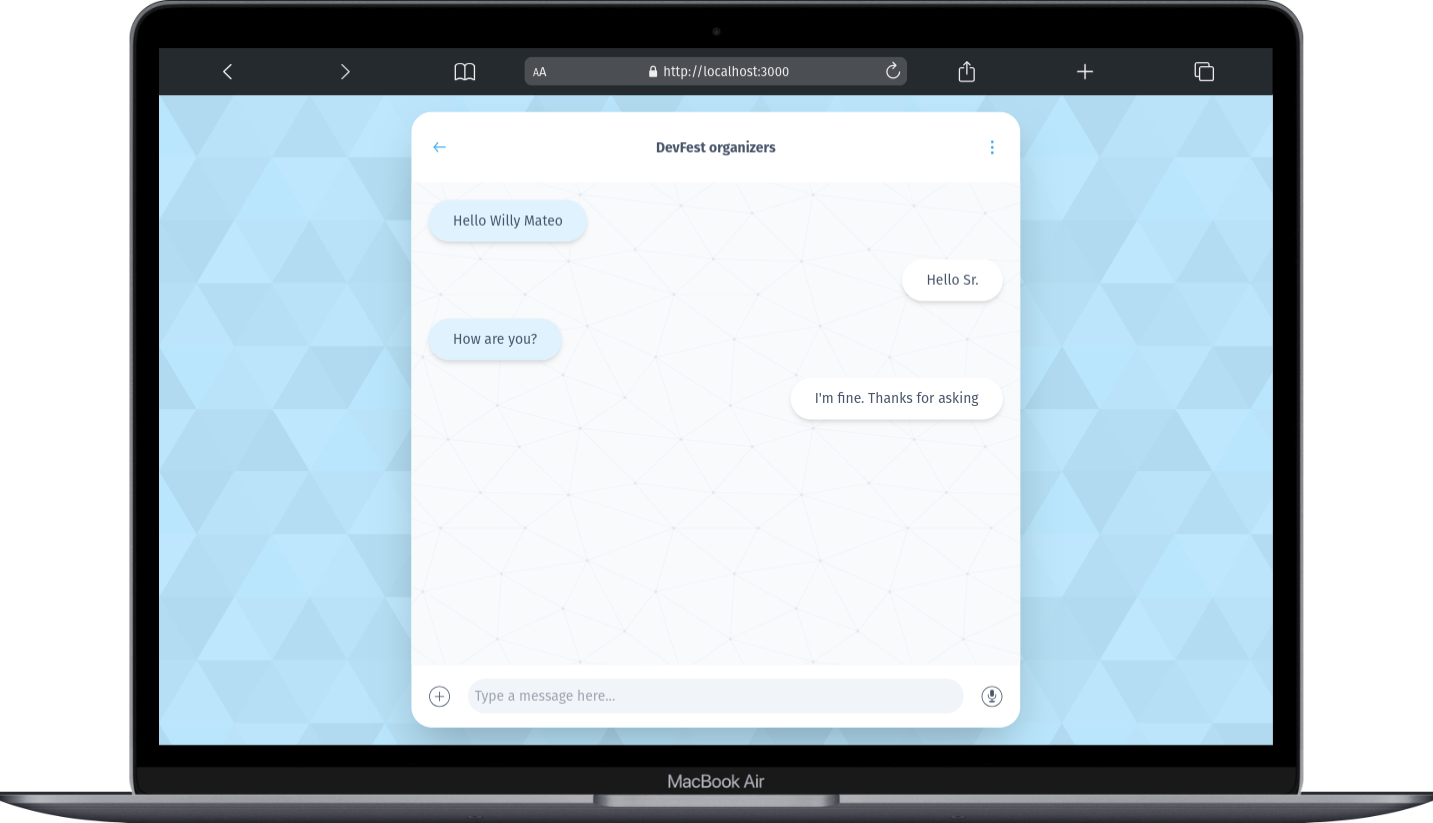 AA
http://localhost:3000
DevFest organizers
Hello Willy Mateo
Hello Sr.
How are you?
I'm fine. Thanks for asking
Type a message here...
MacBook Air